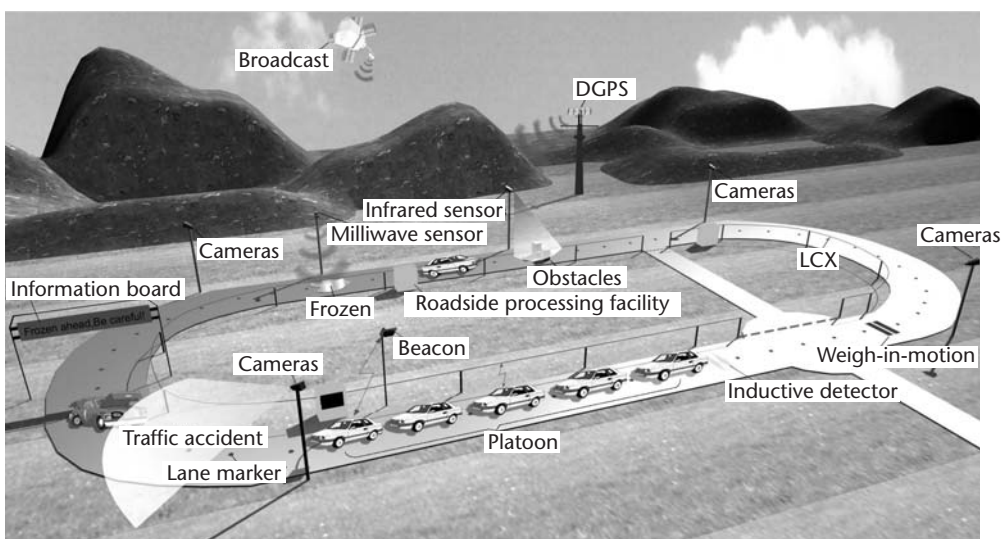 Broadcast
DGPS
Infrared sensor
Milliwave sensor
Cameras
Cameras
Cameras
LCX
Information board
Obstacles
Frozen
Roadside processing facility
Frozen ahead.Be careful!
Cameras
Beacon
Weigh-in-motion
Inductive detector
Traffic accident
Platoon
Lane marker